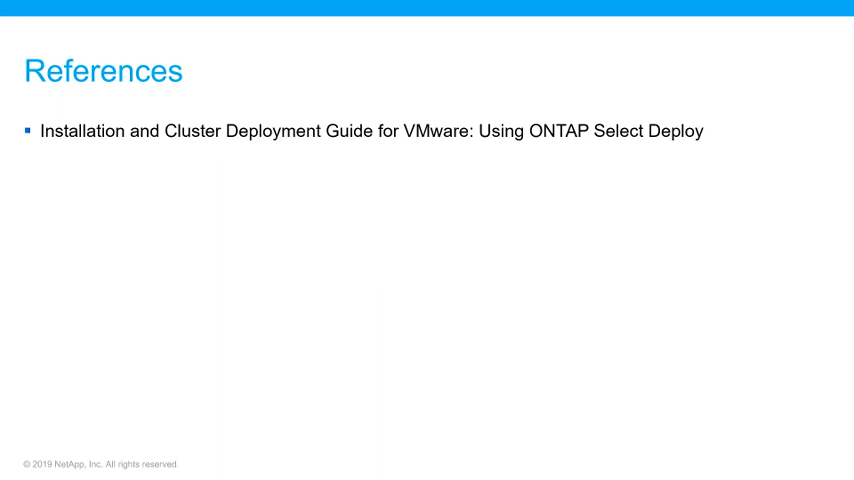 References
▪ Installation and Cluster Deployment Guide for VMware: Using ONTAP Select Deploy
© 2019 NetApp, Inc. All rights reserved.